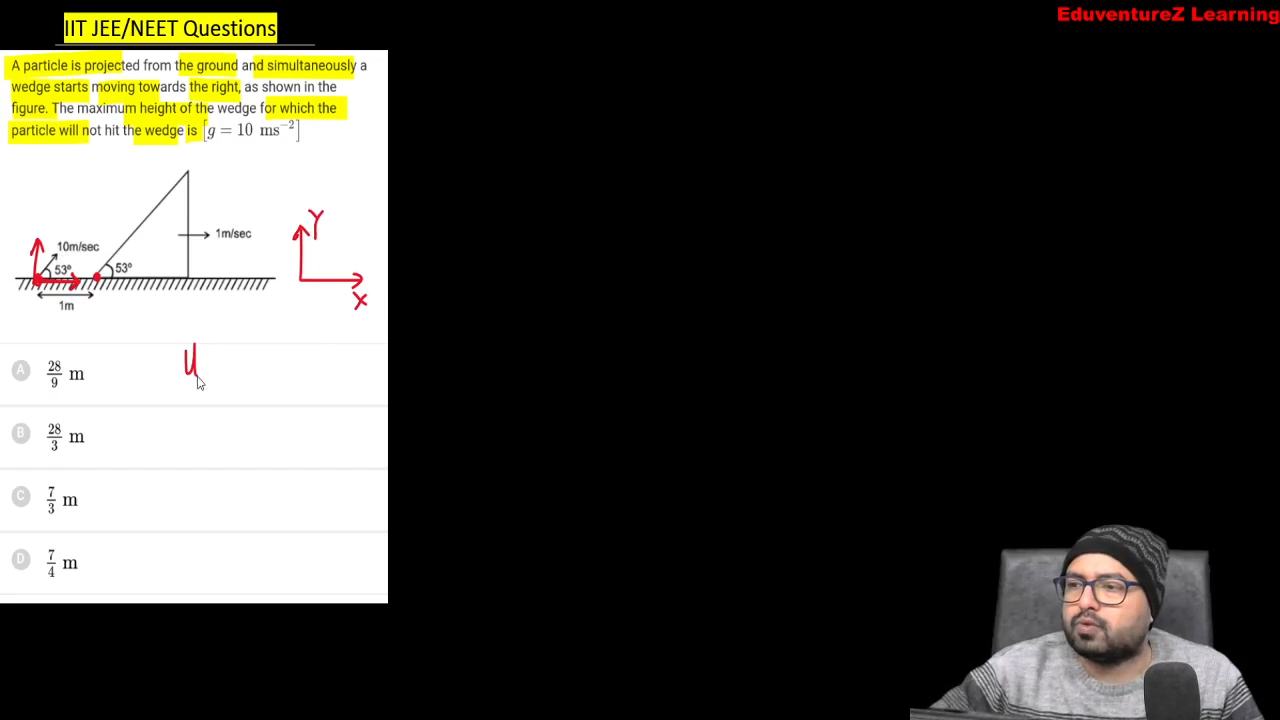 IIT JEE/NEET Questions
EduventureZ Learning
A particle is projected from the ground and simultaneously a
wedge starts moving towards the right, as shown in the
figure. The maximum height of the wedge for which the
particle will not hit the wedge is [g = 10 ms⁻²]
Y
1m/sec
10m/sec
53°
53°
X
1m
u
A 28/9 m
B 28/3 m
C 7/3 m
D 7/4 m